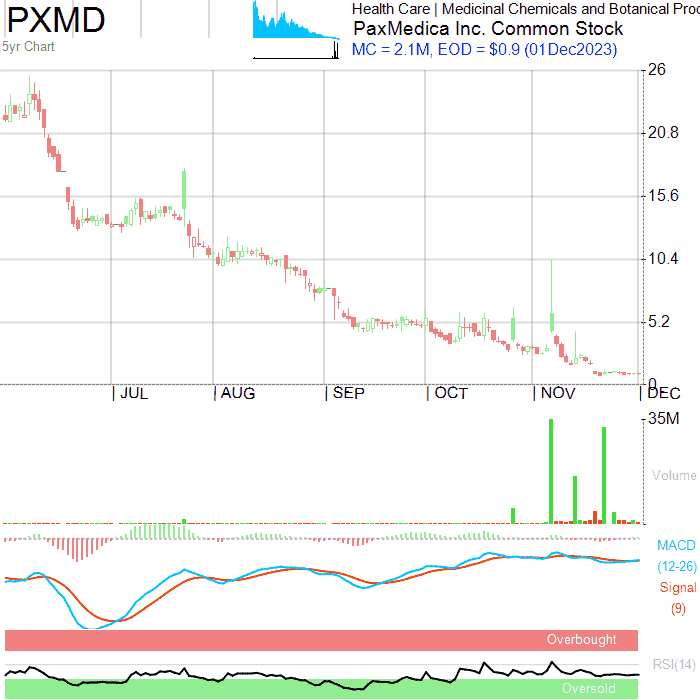 PXMD
5yr Chart
Health Care | Medicinal Chemicals and Botanical Proc
PaxMedica Inc. Common Stock
MC = 2.1M, EOD = $0.9 (01Dec2023)
26
20.8
15.6
10.4
5.2
0
JUL
AUG
SEP
OCT
NOV
DEC
35M
Volume
MACD
(12-26)
Signal
(9)
Overbought
RSI(14)
Oversold